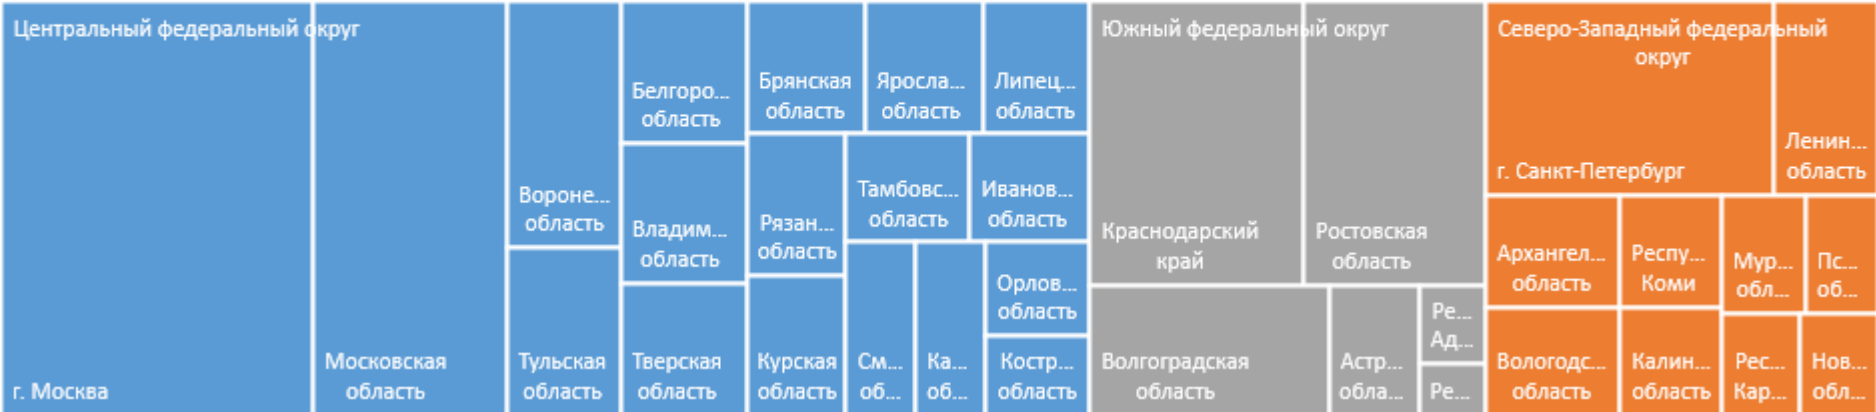 Центральный федеральный округ
г. Москва
Московская
область
Вороне...
область
Тульская
область
Белгоро...
область
Владим...
область
Тверская
область
Брянская
область
Яросла...
область
Липец...
область
Рязан...
область
Курская
область
Тамбовс...
область
Иванов...
область
См...
об...
Ка...
об...
Орлов...
область
Костр...
область
Южный федеральный округ
Краснодарский
край
Ростовская
область
Волгоградская
область
Астр...
обла...
Ре...
Ад...
Ре...
Северо-Западный федеральный
округ
г. Санкт-Петербург
Ленин...
область
Архангел...
область
Вологодс...
область
Респу...
Коми
Калин...
область
Мур...
обл...
Пс...
об...
Рес...
Кар...
Нов...
обл...